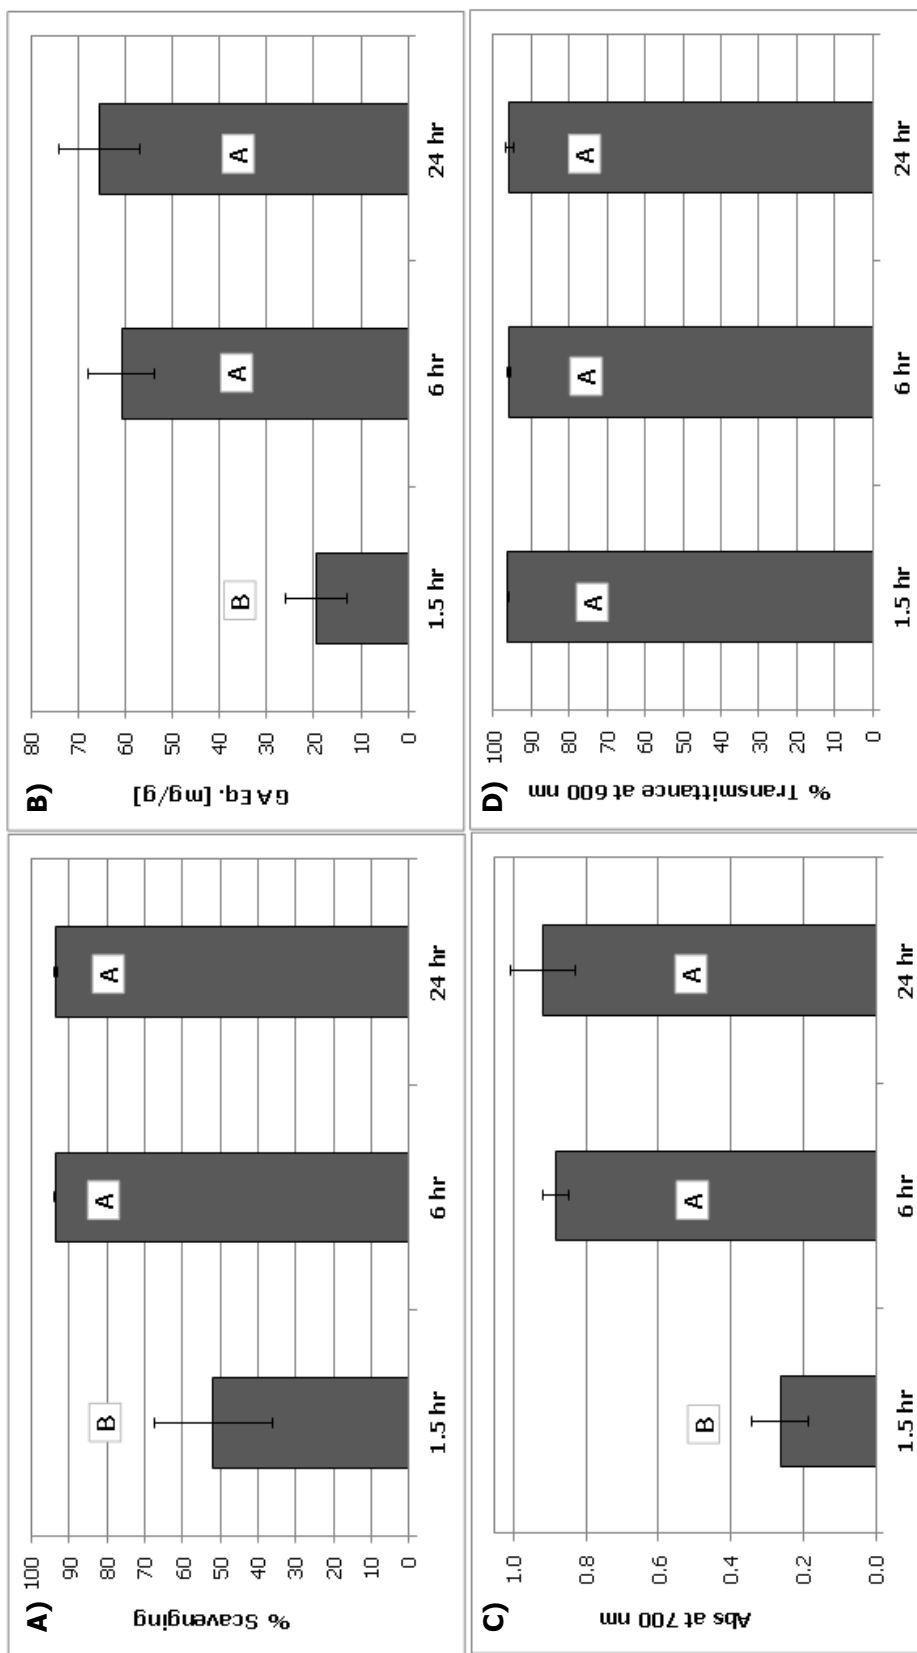 A)
% Scavenging
100
90
80
70
60
50
40
30
20
10
0
B
A
A
1.5 hr
6 hr
24 hr
B)
GA Eq. [mg/g]
80
70
60
50
40
30
20
10
0
B
A
A
1.5 hr
6 hr
24 hr
C)
Abs at 700 nm
1.0
0.8
0.6
0.4
0.2
0.0
B
A
A
1.5 hr
6 hr
24 hr
D)
% Transmittance at 600 nm
100
90
80
70
60
50
40
30
20
10
0
A
A
A
1.5 hr
6 hr
24 hr